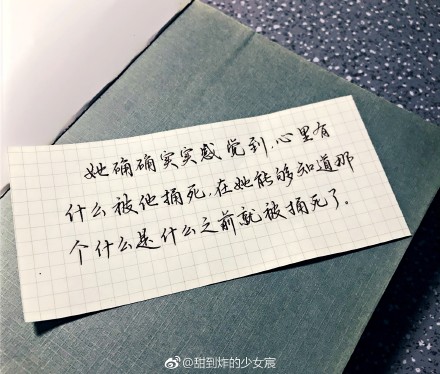 她确确实实感觉到，心里有
什么被他捅死，在她能够知道那
个什么是什么之前就被捅死了。
@甜到炸的少女宸